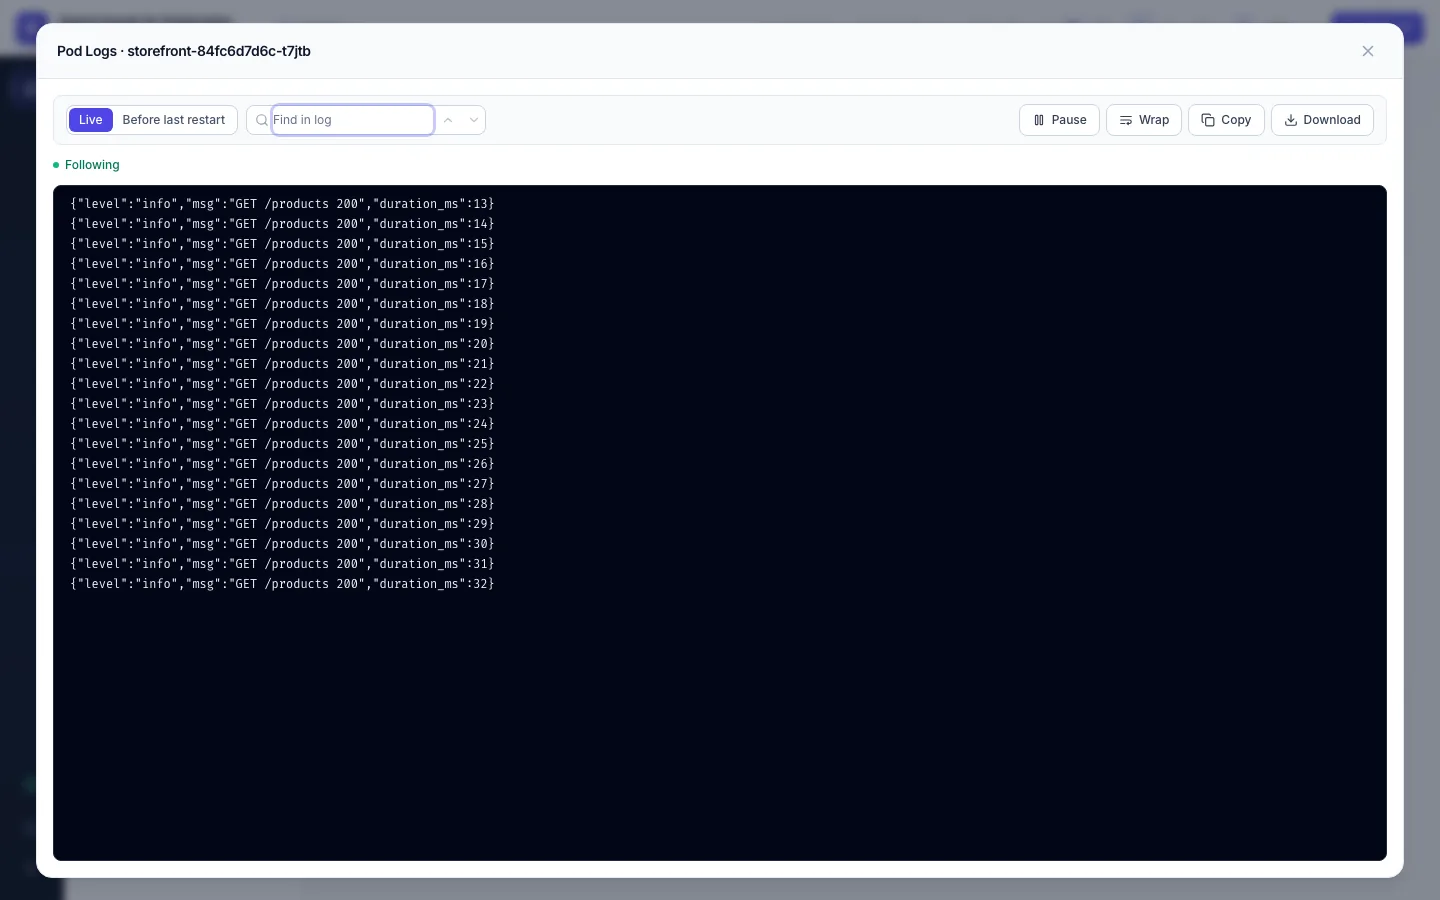 Pod Logs · storefront-84fc6d7d6c-t7jtb
Live
Before last restart
Find in log
Pause
Wrap
Copy
Download
Following
{"level":"info","msg":"GET /products 200","duration_ms":13}
{"level":"info","msg":"GET /products 200","duration_ms":14}
{"level":"info","msg":"GET /products 200","duration_ms":15}
{"level":"info","msg":"GET /products 200","duration_ms":16}
{"level":"info","msg":"GET /products 200","duration_ms":17}
{"level":"info","msg":"GET /products 200","duration_ms":18}
{"level":"info","msg":"GET /products 200","duration_ms":19}
{"level":"info","msg":"GET /products 200","duration_ms":20}
{"level":"info","msg":"GET /products 200","duration_ms":21}
{"level":"info","msg":"GET /products 200","duration_ms":22}
{"level":"info","msg":"GET /products 200","duration_ms":23}
{"level":"info","msg":"GET /products 200","duration_ms":24}
{"level":"info","msg":"GET /products 200","duration_ms":25}
{"level":"info","msg":"GET /products 200","duration_ms":26}
{"level":"info","msg":"GET /products 200","duration_ms":27}
{"level":"info","msg":"GET /products 200","duration_ms":28}
{"level":"info","msg":"GET /products 200","duration_ms":29}
{"level":"info","msg":"GET /products 200","duration_ms":30}
{"level":"info","msg":"GET /products 200","duration_ms":31}
{"level":"info","msg":"GET /products 200","duration_ms":32}